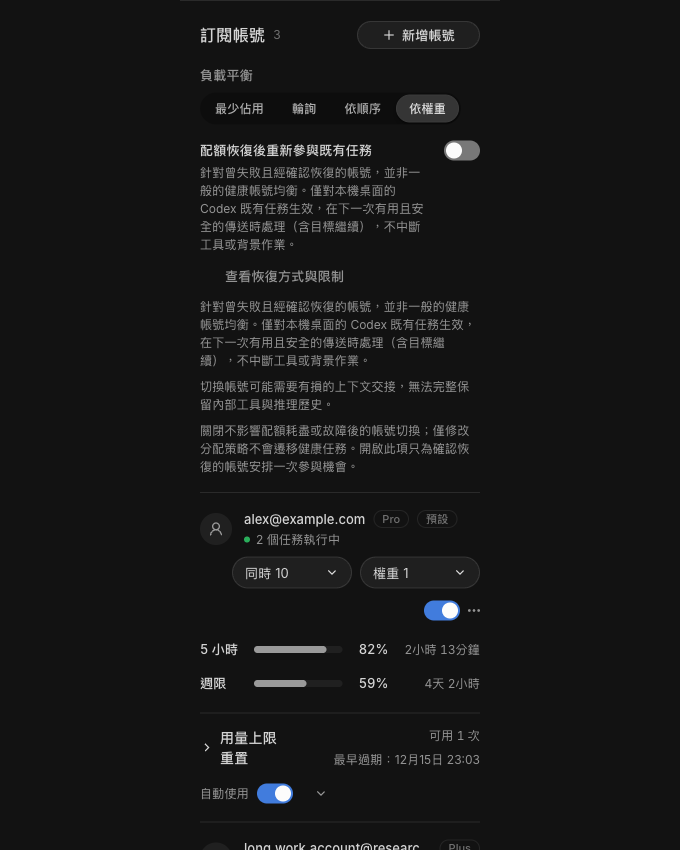 訂閱帳號 3
＋ 新增帳號
負載平衡
最少佔用 輪詢 依順序 依權重
配額恢復後重新參與既有任務
針對曾失敗且經確認恢復的帳號，並非一
般的健康帳號均衡。僅對本機桌面的
Codex 既有任務生效，在下一次有用且安
全的傳送時處理（含目標繼續），不中斷
工具或背景作業。
查看恢復方式與限制
針對曾失敗且經確認恢復的帳號，並非一般的健康
帳號均衡。僅對本機桌面的 Codex 既有任務生效，
在下一次有用且安全的傳送時處理（含目標繼
續），不中斷工具或背景作業。
切換帳號可能需要有損的上下文交接，無法完整保
留內部工具與推理歷史。
關閉不影響配額耗盡或故障後的帳號切換；僅修改
分配策略不會遷移健康任務。開啟此項只為確認恢
復的帳號安排一次參與機會。
alex@example.com Pro 預設
2 個任務執行中
同時 10 權重 1
5 小時 82% 2小時 13分鐘
週限 59% 4天 2小時
用量上限
重置
可用 1 次
最早過期：12月15日 23:03
自動使用
long.work.account@researc… Plus